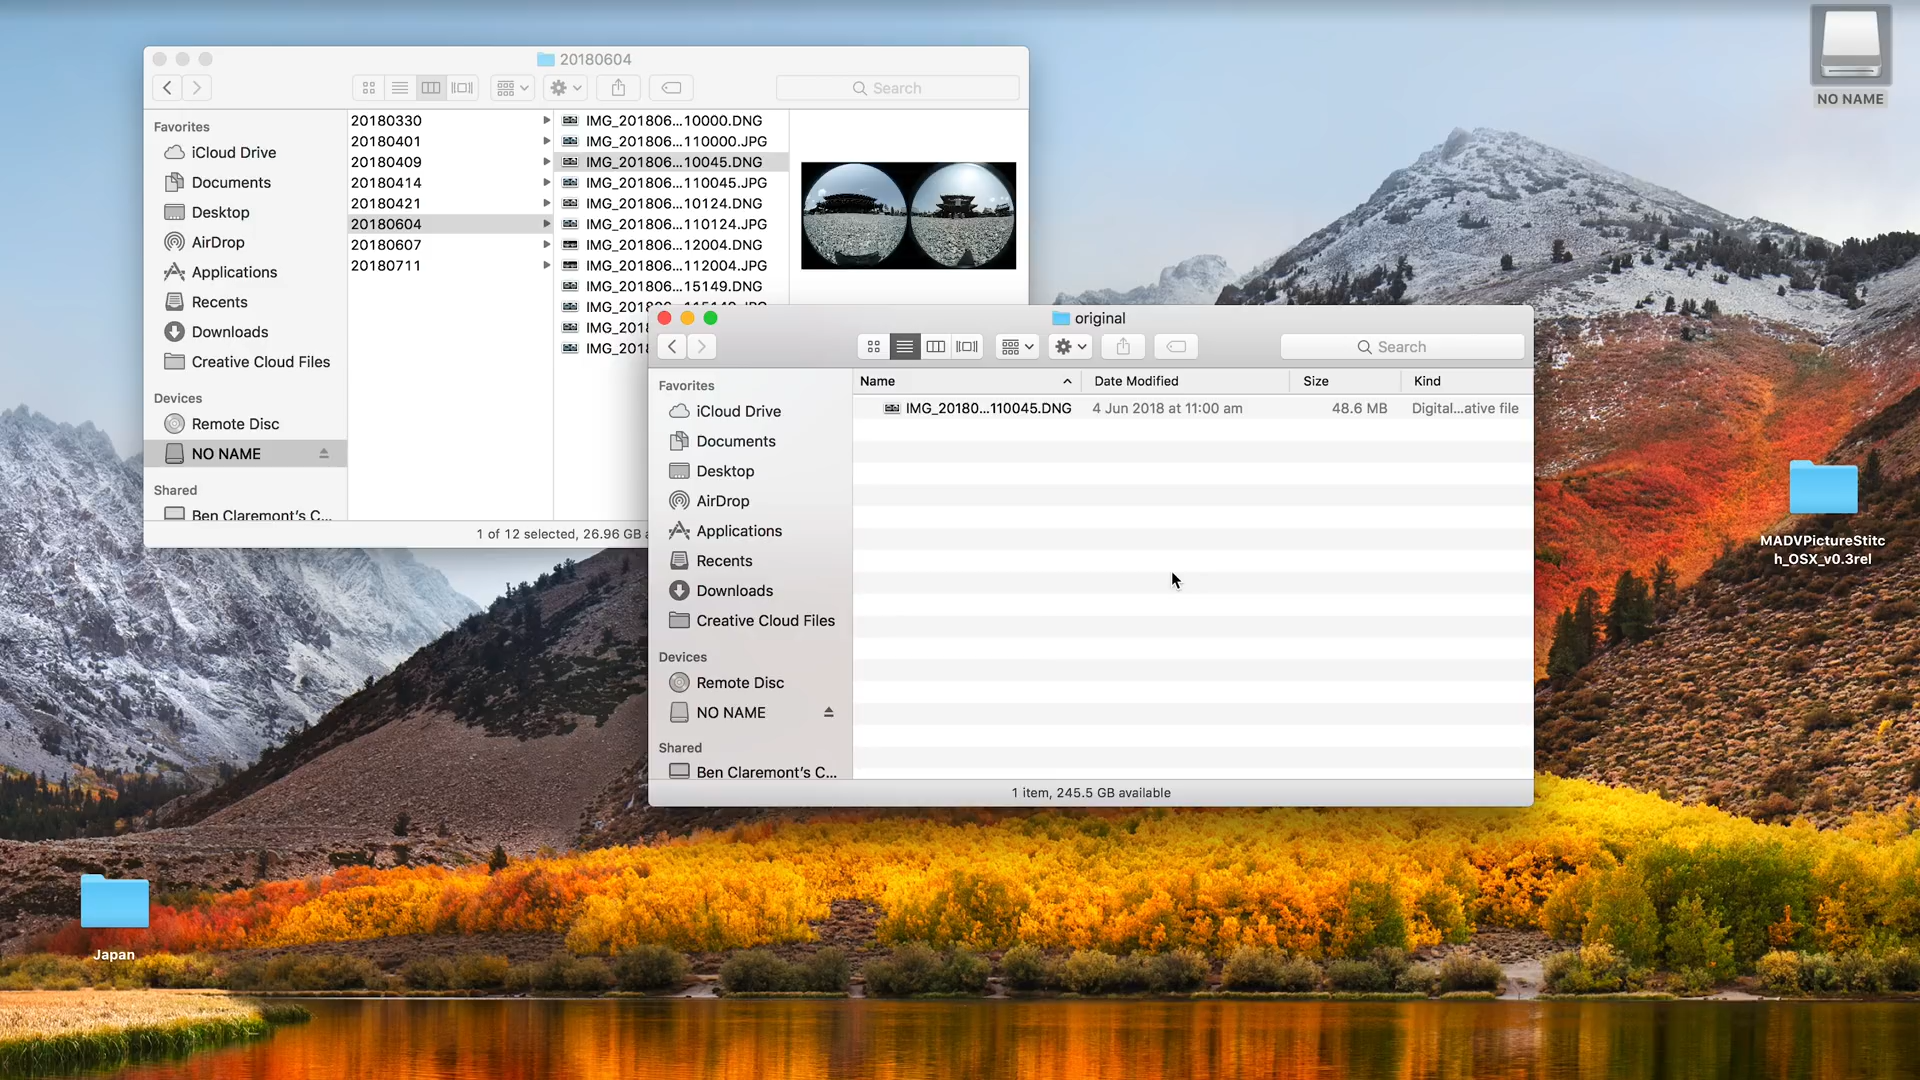 20180604
Search
Favorites
iCloud Drive
Documents
Desktop
AirDrop
Applications
Recents
Downloads
Creative Cloud Files
Devices
Remote Disc
NO NAME
Shared
Ben Claremont's C...
20180330
20180401
20180409
20180414
20180421
20180604
20180607
20180711
IMG_201806...10000.DNG
IMG_201806...110000.JPG
IMG_201806...10045.DNG
IMG_201806...110045.JPG
IMG_201806...10124.DNG
IMG_201806...110124.JPG
IMG_201806...12004.DNG
IMG_201806...112004.JPG
IMG_201806...15149.DNG
IMG_201806...115149.JPG
IMG_201
IMG_201
1 of 12 selected, 26.96 GB
original
Search
Favorites
iCloud Drive
Documents
Desktop
AirDrop
Applications
Recents
Downloads
Creative Cloud Files
Devices
Remote Disc
NO NAME
Shared
Ben Claremont's C...
Name Date Modified Size Kind
IMG_20180...110045.DNG 4 Jun 2018 at 11:00 am 48.6 MB Digital...ative file
1 item, 245.5 GB available
NO NAME
MADVPictureStitc
h_OSX_v0.3rel
Japan